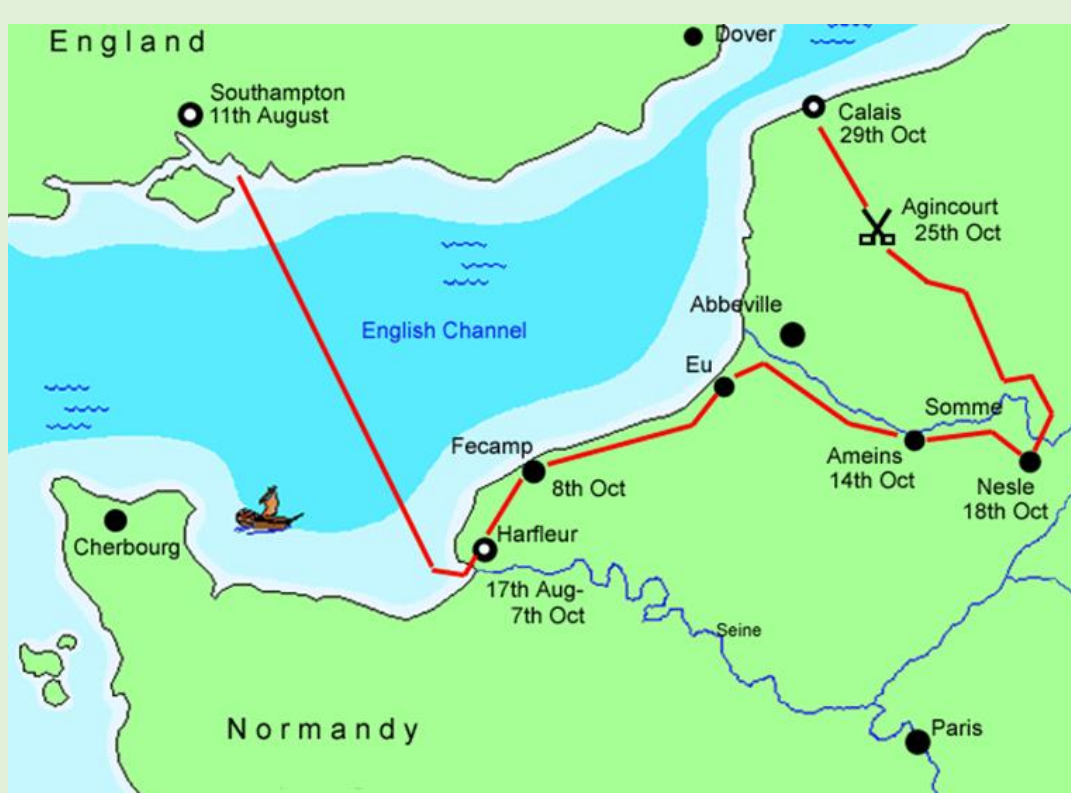 England
Dover
Southampton
11th August
Calais
29th Oct
Agincourt
25th Oct
Abbeville
English Channel
Eu
Somme
Fecamp
8th Oct
Ameins
14th Oct
Nesle
18th Oct
Cherbourg
Harfleur
17th Aug-
7th Oct
Seine
Normandy
Paris